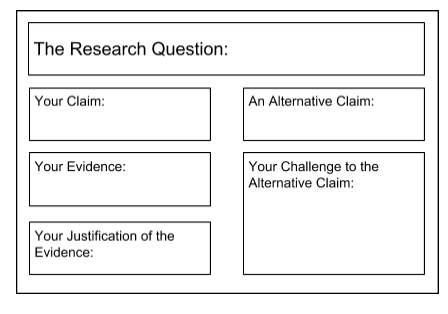 The Research Question:
Your Claim:
An Alternative Claim:
Your Evidence:
Your Challenge to the
Alternative Claim:
Your Justification of the
Evidence: